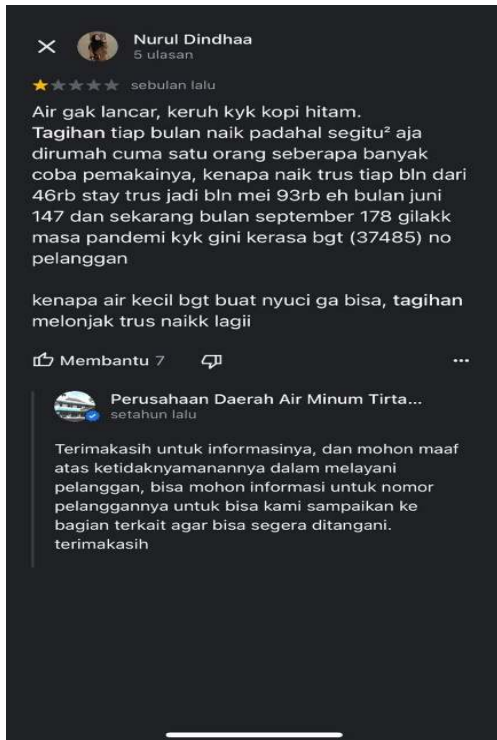 Nurul Dindhaa
5 ulasan
sebulan lalu
Air gak lancar, keruh kyk kopi hitam.
Tagihan tiap bulan naik padahal segitu² aja
dirumah cuma satu orang seberapa banyak
coba pemakainya, kenapa naik trus tiap bln dari
46rb stay trus jadi bln mei 93rb eh bulan juni
147 dan sekarang bulan september 178 gilakk
masa pandemi kyk gini kerasa bgt (37485) no
pelanggan
kenapa air kecil bgt buat nyuci ga bisa, tagihan
melonjak trus naikk lagii
Membantu 7
Perusahaan Daerah Air Minum Tirta...
setahun lalu
Terimakasih untuk informasinya, dan mohon maaf
atas ketidaknyamanannya dalam melayani
pelanggan, bisa mohon informasi untuk nomor
pelanggannya untuk bisa kami sampaikan ke
bagian terkait agar bisa segera ditangani.
terimakasih